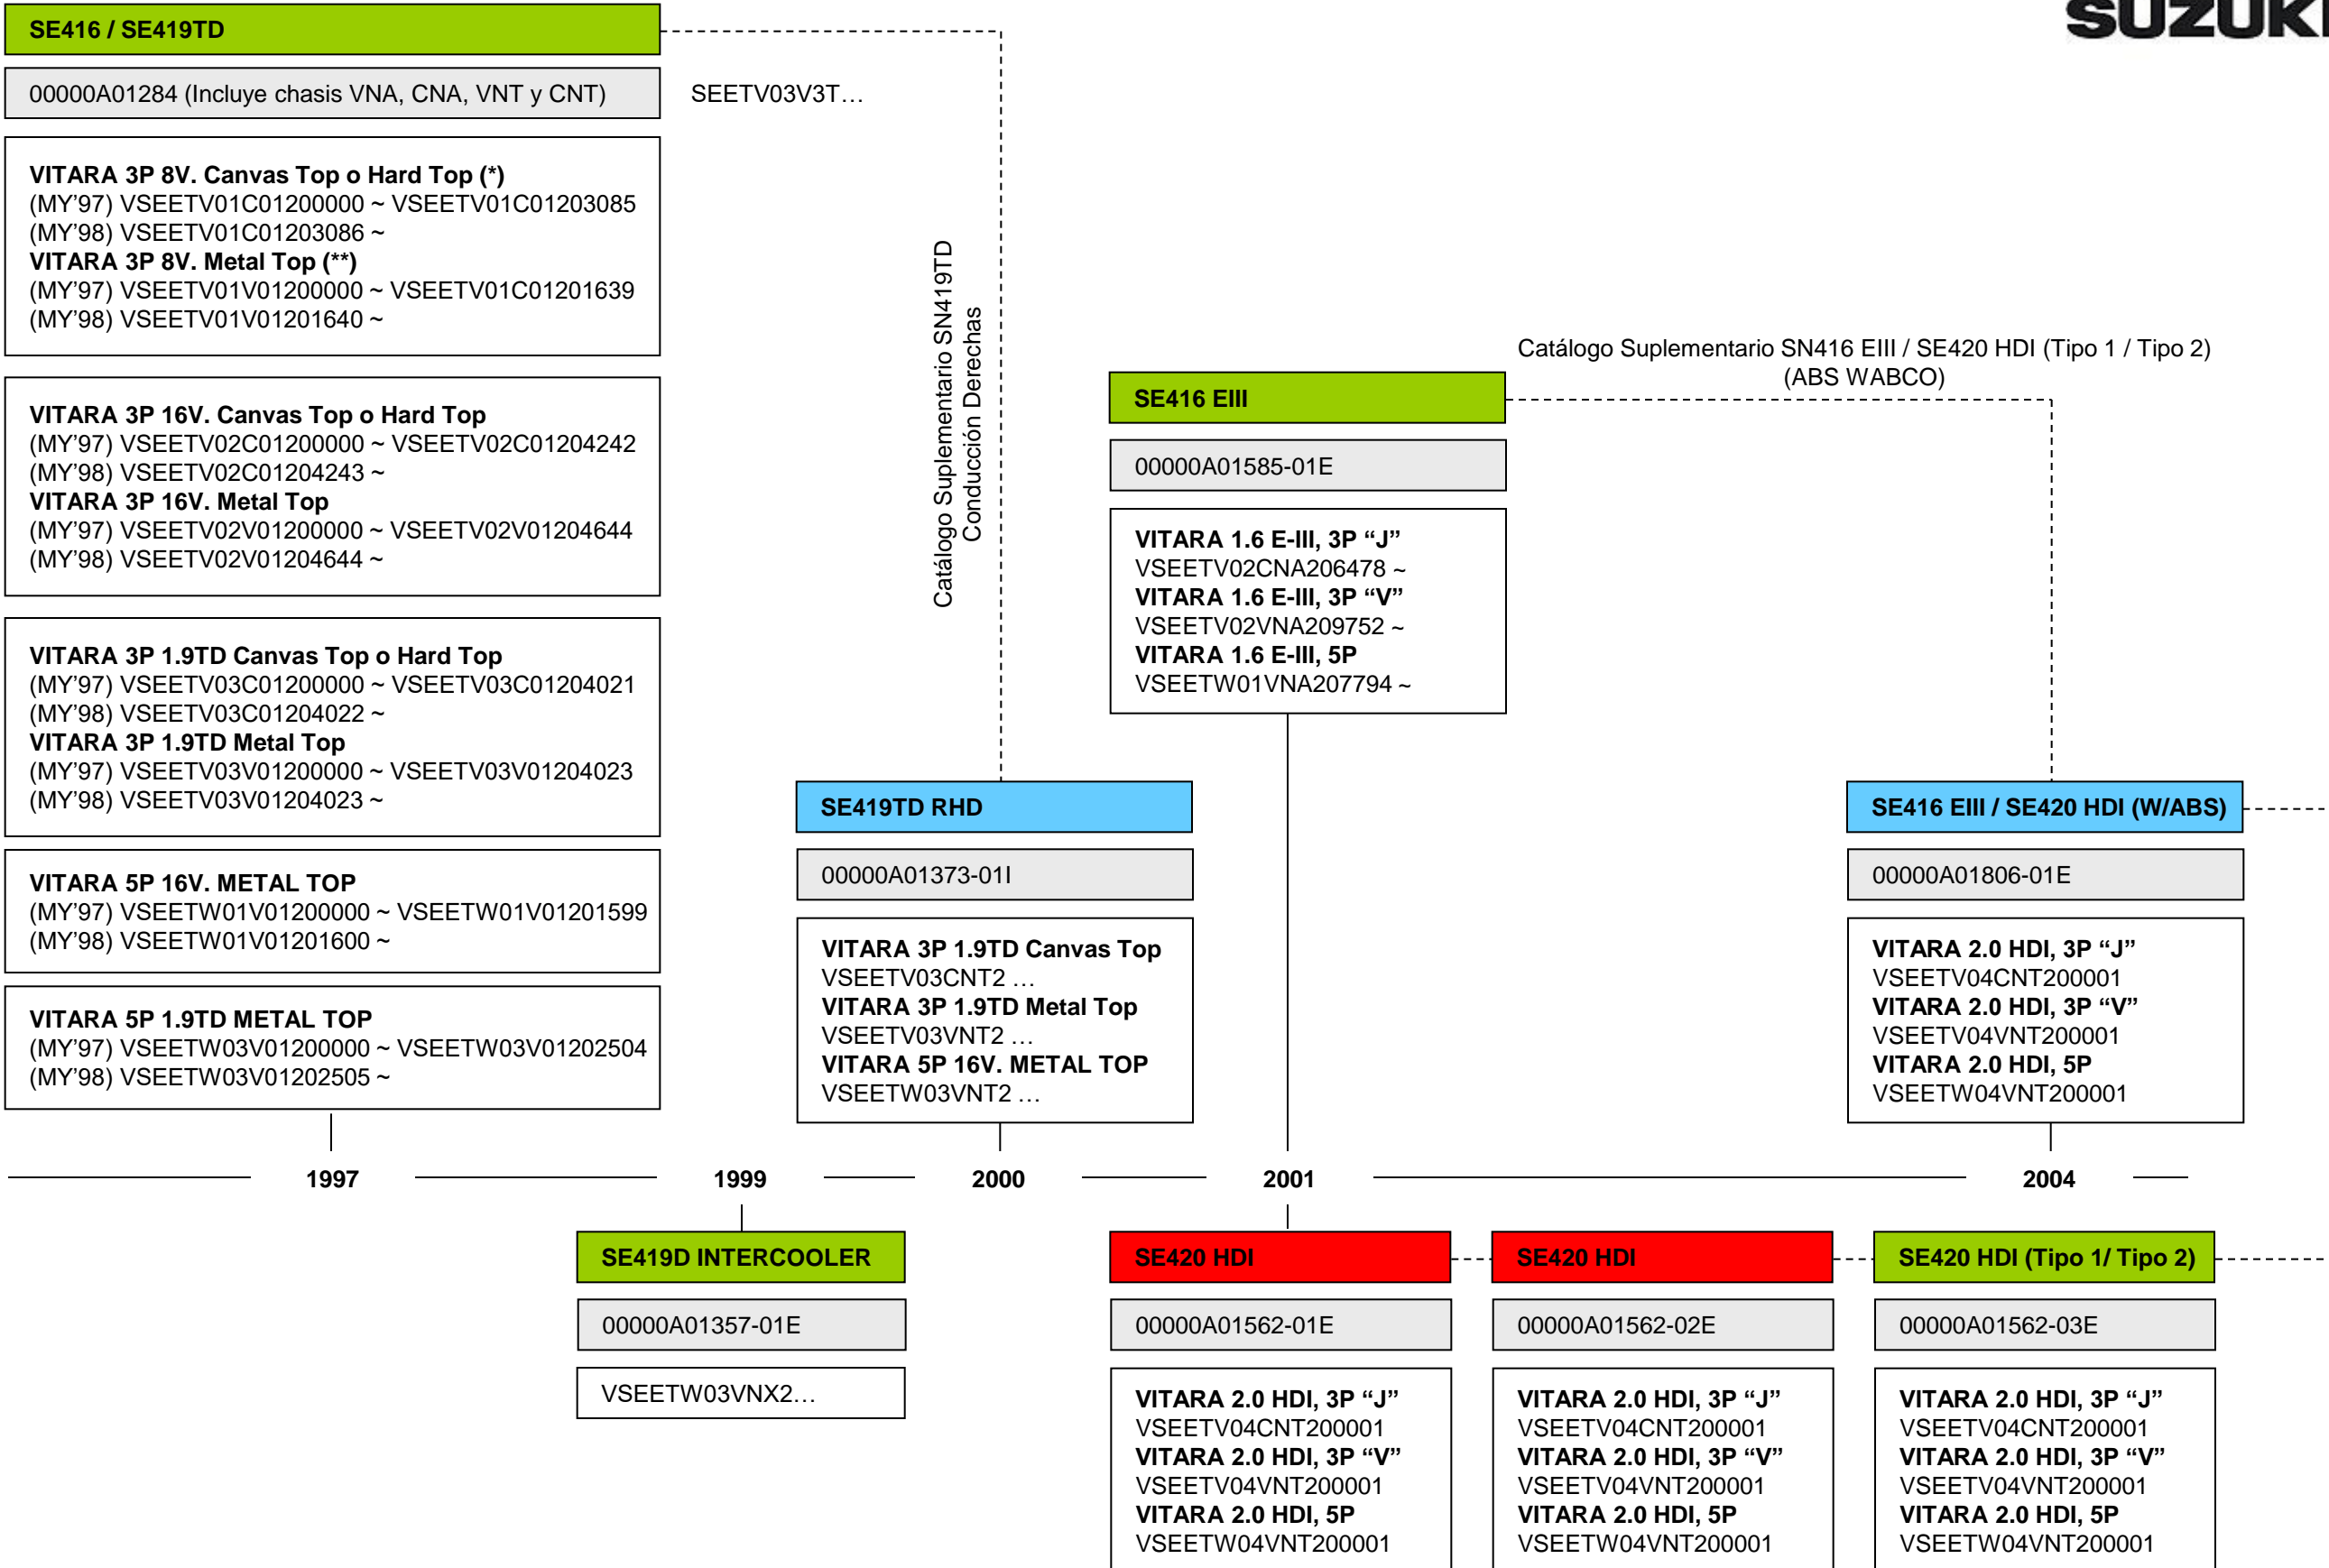 SUZUKI
SE416 / SE419TD
00000A01284 (Incluye chasis VNA, CNA, VNT y CNT)
SEETV03V3T…
VITARA 3P 8V. Canvas Top o Hard Top (*)
(MY’97) VSEETV01C01200000 ~ VSEETV01C01203085
(MY’98) VSEETV01C01203086 ~
VITARA 3P 8V. Metal Top (**)
(MY’97) VSEETV01V01200000 ~ VSEETV01C01201639
(MY’98) VSEETV01V01201640 ~
VITARA 3P 16V. Canvas Top o Hard Top
(MY’97) VSEETV02C01200000 ~ VSEETV02C01204242
(MY’98) VSEETV02C01204243 ~
VITARA 3P 16V. Metal Top
(MY’97) VSEETV02V01200000 ~ VSEETV02V01204644
(MY’98) VSEETV02V01204644 ~
VITARA 3P 1.9TD Canvas Top o Hard Top
(MY’97) VSEETV03C01200000 ~ VSEETV03C01204021
(MY’98) VSEETV03C01204022 ~
VITARA 3P 1.9TD Metal Top
(MY’97) VSEETV03V01200000 ~ VSEETV03V01204023
(MY’98) VSEETV03V01204023 ~
VITARA 5P 16V. METAL TOP
(MY’97) VSEETW01V01200000 ~ VSEETW01V01201599
(MY’98) VSEETW01V01201600 ~
VITARA 5P 1.9TD METAL TOP
(MY’97) VSEETW03V01200000 ~ VSEETW03V01202504
(MY’98) VSEETW03V01202505 ~
Catálogo Suplementario SN419TD
Conducción Derechas
SE419TD RHD
00000A01373-01I
VITARA 3P 1.9TD Canvas Top
VSEETV03CNT2 …
VITARA 3P 1.9TD Metal Top
VSEETV03VNT2 …
VITARA 5P 16V. METAL TOP
VSEETW03VNT2 …
SE416 EIII
00000A01585-01E
VITARA 1.6 E-III, 3P “J”
VSEETV02CNA206478 ~
VITARA 1.6 E-III, 3P “V”
VSEETV02VNA209752 ~
VITARA 1.6 E-III, 5P
VSEETW01VNA207794 ~
Catálogo Suplementario SN416 EIII / SE420 HDI (Tipo 1 / Tipo 2)
(ABS WABCO)
SE416 EIII / SE420 HDI (W/ABS)
00000A01806-01E
VITARA 2.0 HDI, 3P “J”
VSEETV04CNT200001
VITARA 2.0 HDI, 3P “V”
VSEETV04VNT200001
VITARA 2.0 HDI, 5P
VSEETW04VNT200001
1997
1999
2000
2001
2004
SE419D INTERCOOLER
00000A01357-01E
VSEETW03VNX2…
SE420 HDI
00000A01562-01E
VITARA 2.0 HDI, 3P “J”
VSEETV04CNT200001
VITARA 2.0 HDI, 3P “V”
VSEETV04VNT200001
VITARA 2.0 HDI, 5P
VSEETW04VNT200001
SE420 HDI
00000A01562-02E
VITARA 2.0 HDI, 3P “J”
VSEETV04CNT200001
VITARA 2.0 HDI, 3P “V”
VSEETV04VNT200001
VITARA 2.0 HDI, 5P
VSEETW04VNT200001
SE420 HDI (Tipo 1/ Tipo 2)
00000A01562-03E
VITARA 2.0 HDI, 3P “J”
VSEETV04CNT200001
VITARA 2.0 HDI, 3P “V”
VSEETV04VNT200001
VITARA 2.0 HDI, 5P
VSEETW04VNT200001